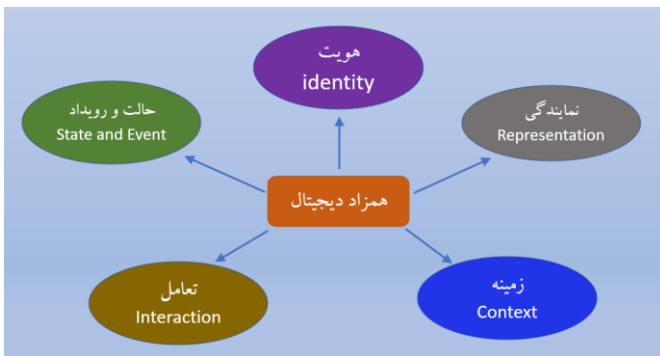 هویت
identity
حالت و رویداد
State and Event
نمایندگی
Representation
همزاد دیجیتال
تعامل
Interaction
زمینه
Context